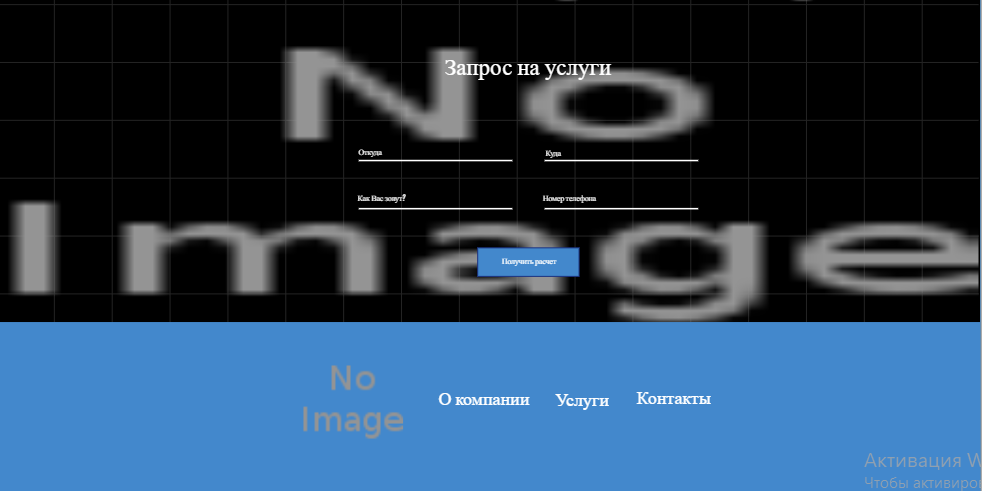 No
Запрос на услуги
Откуда
Куда
Как Вас зовут?
Номер телефона
Image
Получить расчет
No
Image
О компании
Услуги
Контакты
Активация W
Чтобы активиров